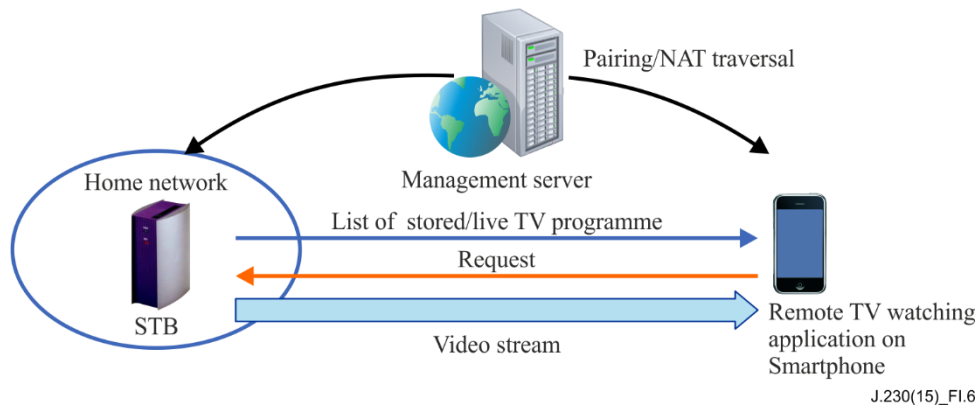 Pairing/NAT traversal
Management server
Home network
List of stored/live TV programme
Request
STB
Video stream
Remote TV watching
application on
Smartphone
J.230(15)_FI.6